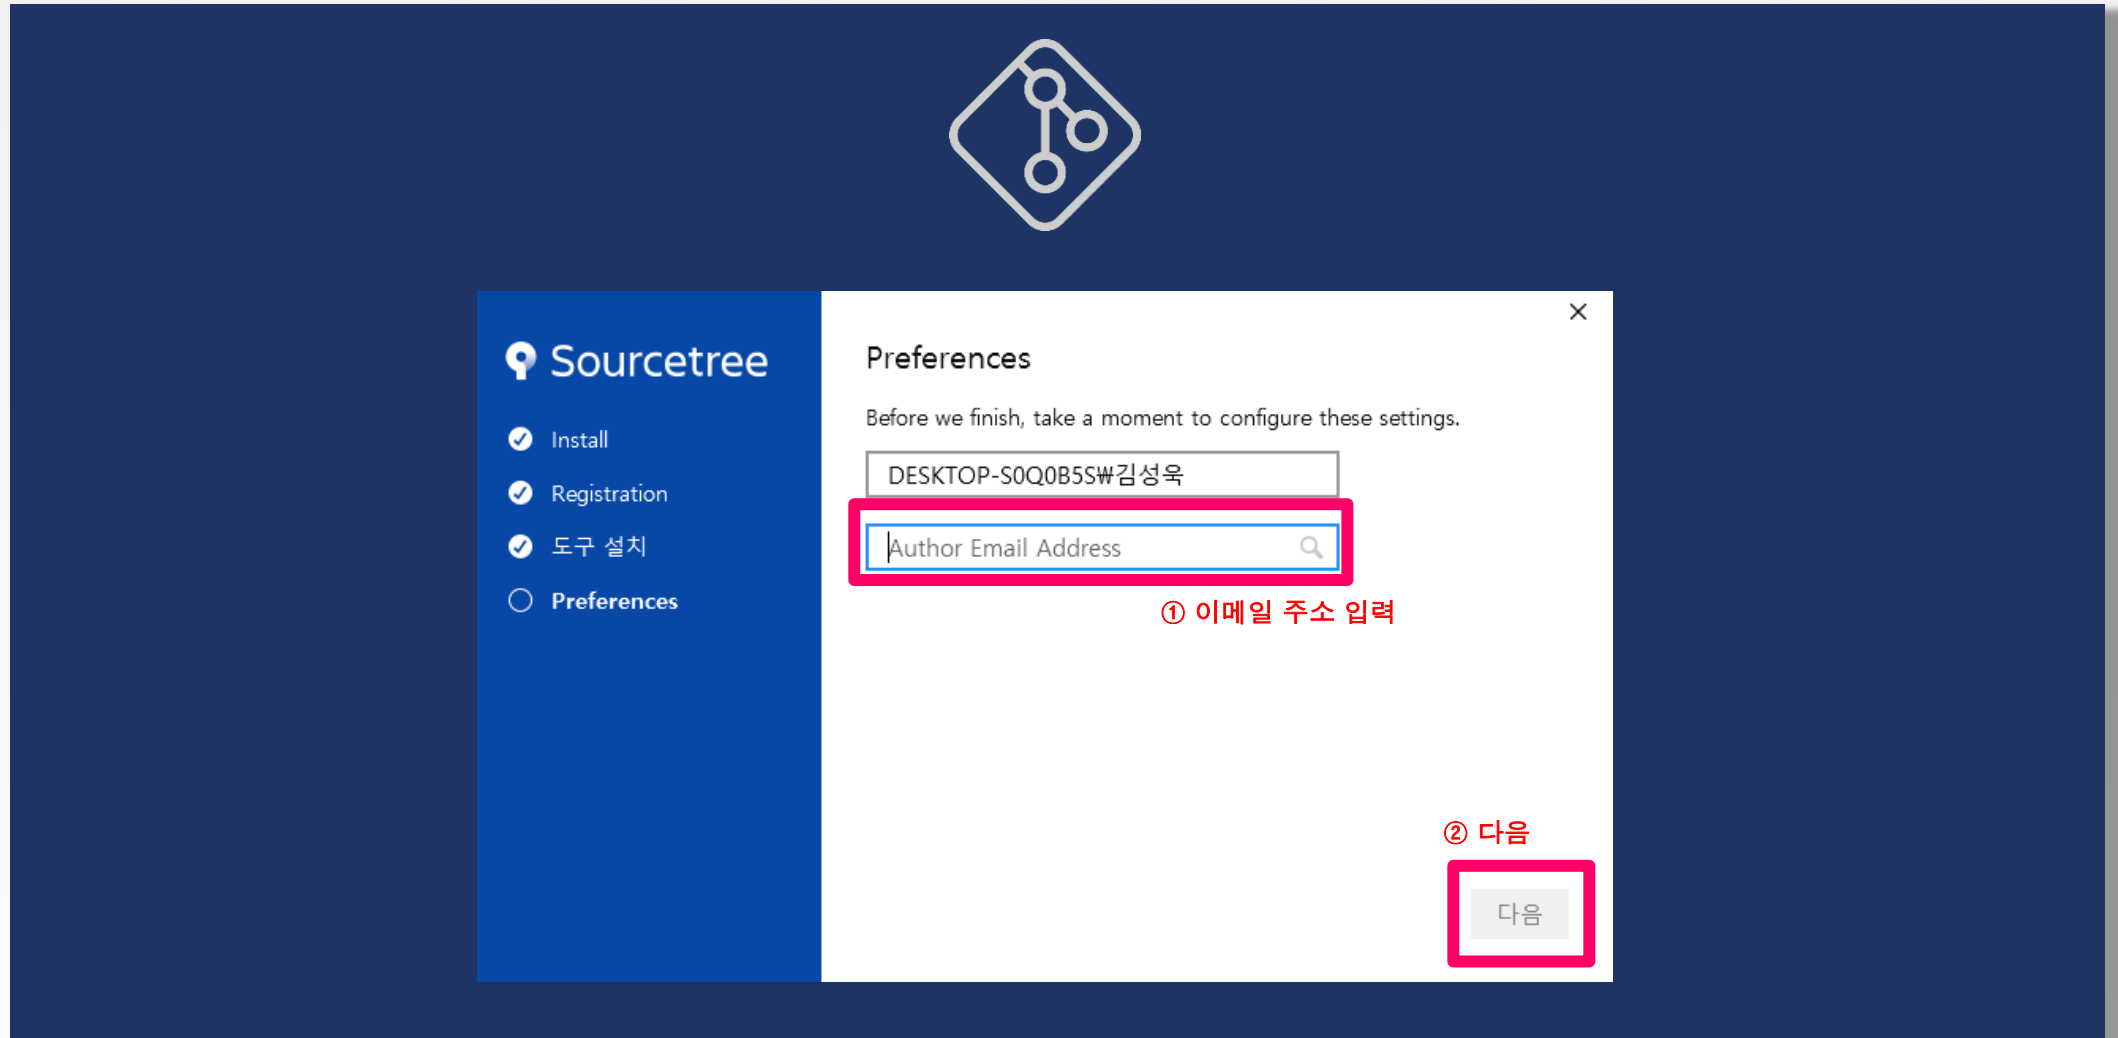 Sourcetree
Install
Registration
도구 설치
Preferences
Preferences
Before we finish, take a moment to configure these settings.
DESKTOP-S0Q0B5S₩김성욱
Author Email Address
① 이메일 주소 입력
② 다음
다음